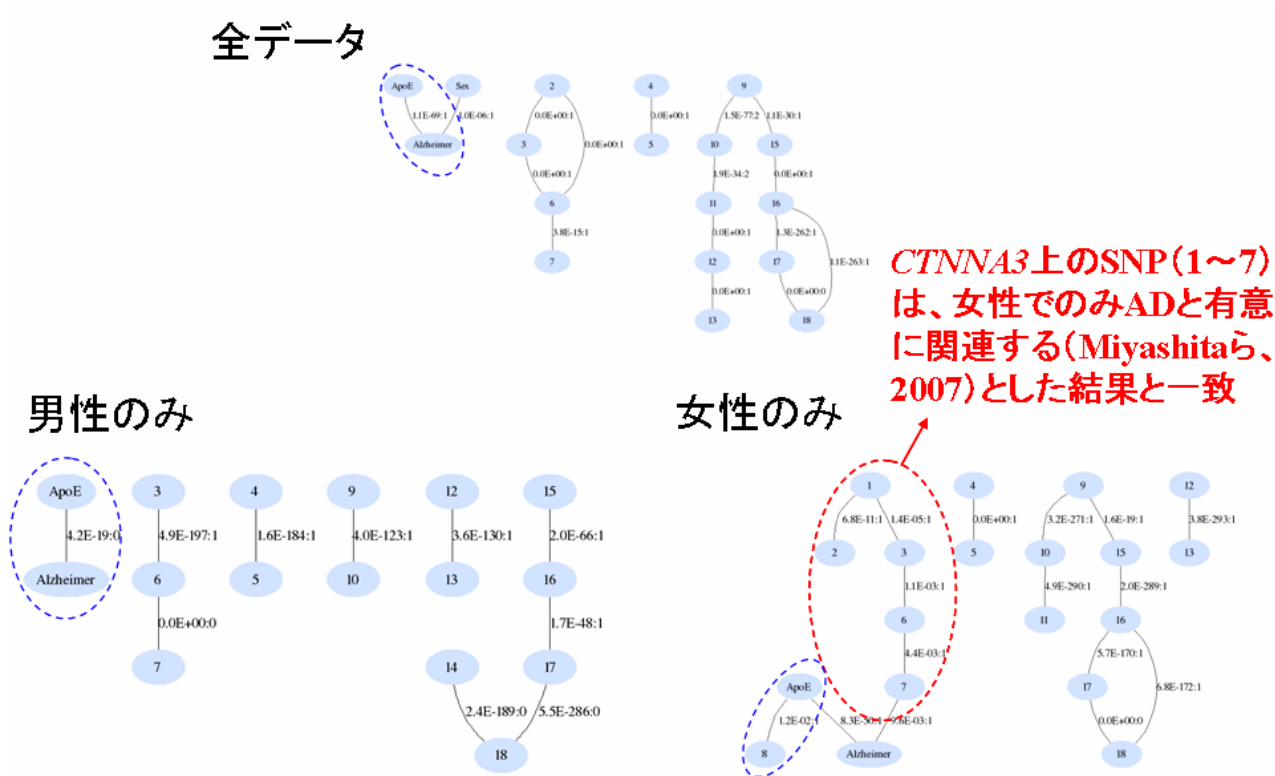 全データ
ApoE
Sex
2
4
9
1.1E-69:1
1.0E-06:1
0.0E+00:1
0.0E+00:1
0.0E+00:1
1.5E-77:2
1.1E-30:1
Alzheimer
3
5
10
15
0.0E+00:1
1.9E-34:2
0.0E+00:1
6
11
16
3.8E-15:1
0.0E+00:1
1.3E-262:1
1.1E-263:1
7
12
17
0.0E+00:1
0.0E+00:0
13
18
CTNNA3上のSNP(1～7)
は、女性でのみADと有意
に関連する(Miyashitaら、
2007)とした結果と一致
男性のみ
ApoE
3
4
9
12
15
4.2E-19:0
4.9E-197:1
1.6E-184:1
4.0E-123:1
3.6E-130:1
2.0E-66:1
Alzheimer
6
5
10
13
16
0.0E+00:0
1.7E-48:1
7
14
17
2.4E-189:0
5.5E-286:0
18
女性のみ
1
4
9
12
6.8E-11:1
1.4E-05:1
0.0E+00:1
3.2E-271:1
1.6E-19:1
3.8E-293:1
2
3
5
10
15
13
1.1E-03:1
4.9E-290:1
2.0E-289:1
6
11
16
4.4E-03:1
5.7E-170:1
6.8E-172:1
ApoE
7
17
1.2E-02:1
8.3E-50:1
0.0E+00:0
8
Alzheimer
18